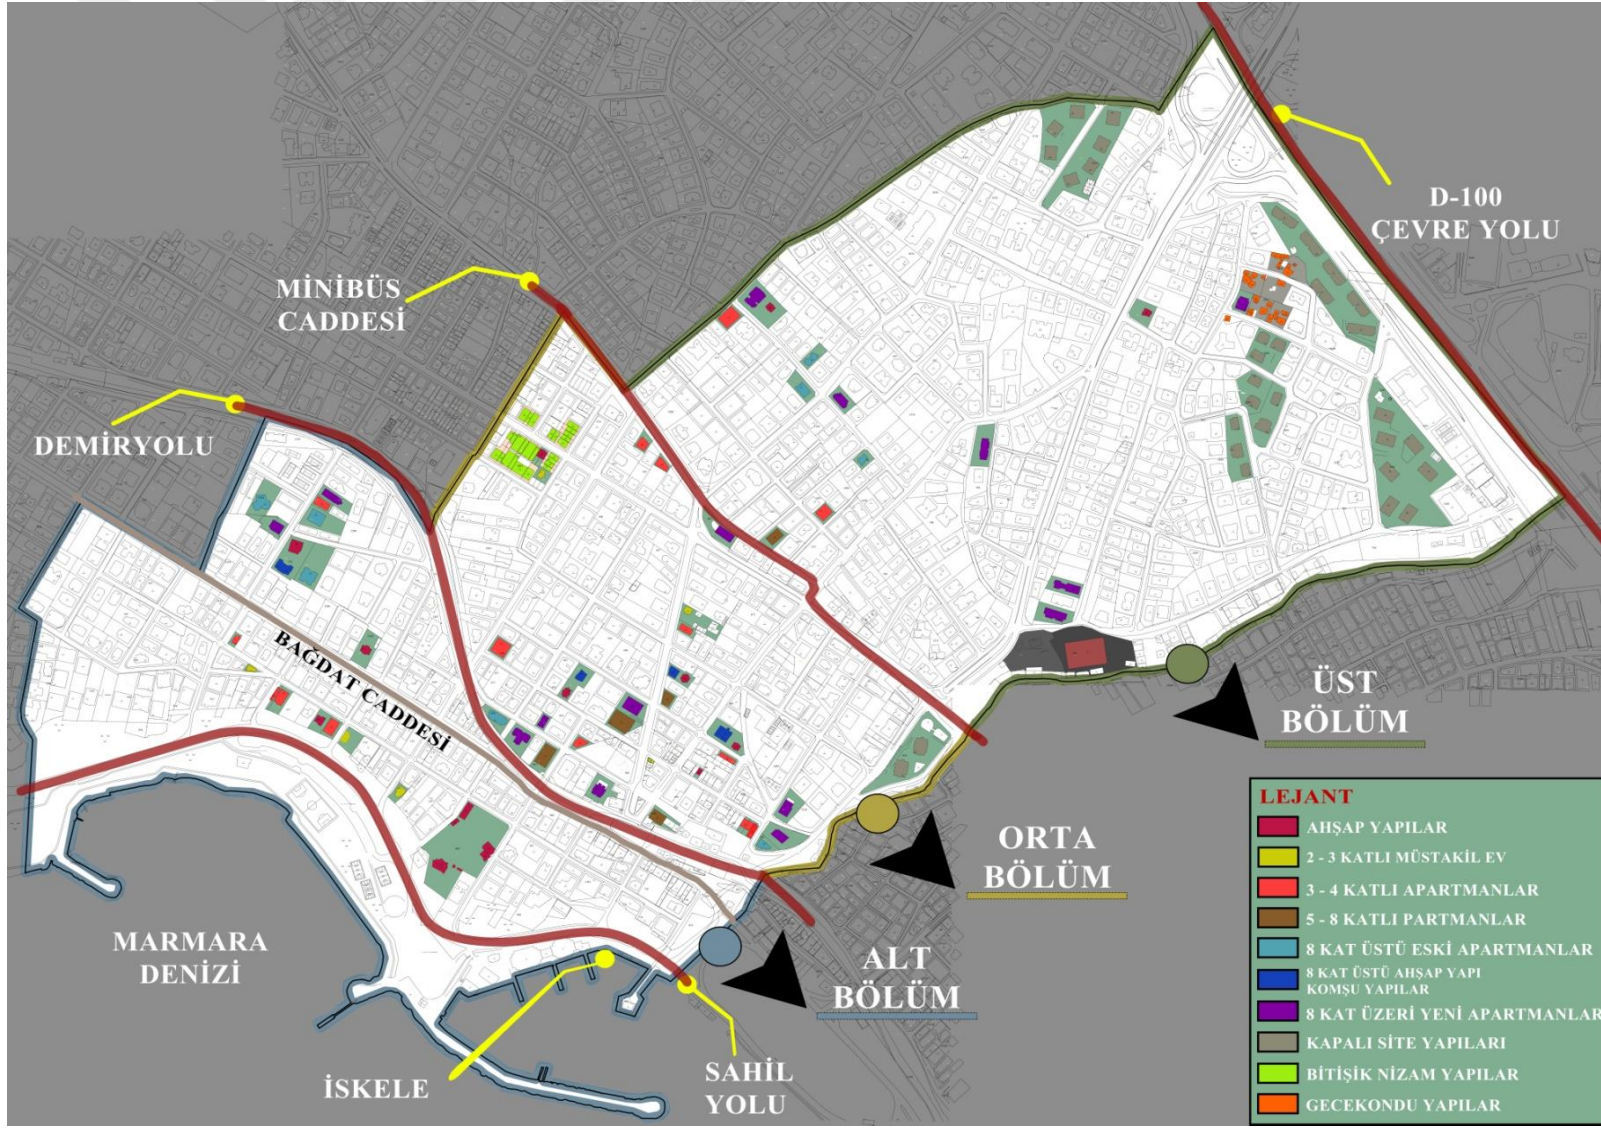 D-100
ÇEVRE YOLU
MİNİBÜS
CADDESİ
DEMİRYOLU
BAĞDAT CADDESİ
ÜST
BÖLÜM
ORTA
BÖLÜM
ALT
BÖLÜM
MARMARA
DENİZİ
İSKELE
SAHİL
YOLU
LEJANT
AHŞAP YAPILAR
2 - 3 KATLI MÜSTAKİL EV
3 - 4 KATLI APARTMANLAR
5 - 8 KATLI PARTMANLAR
8 KAT ÜSTÜ ESKİ APARTMANLAR
8 KAT ÜSTÜ AHŞAP YAPI
KOMŞU YAPILAR
8 KAT ÜZERİ YENİ APARTMANLAR
KAPALI SİTE YAPILARI
BİTİŞİK NİZAM YAPILAR
GECEKONDU YAPILAR